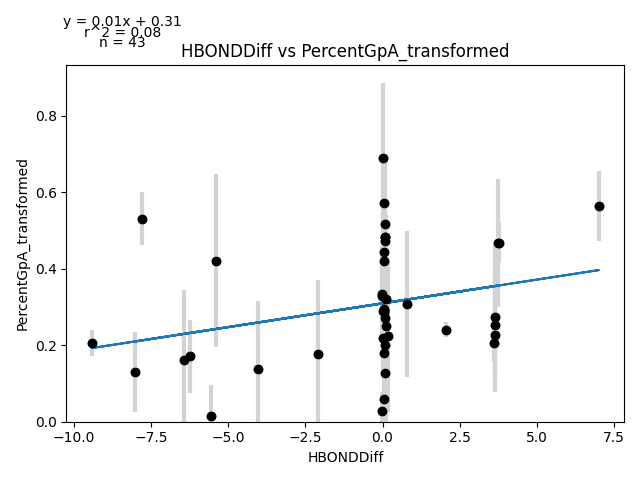 y = 0.01x + 0.31
r^2 = 0.08
n = 43
HBONDDiff vs PercentGpA_transformed
PercentGpA_transformed
0.8
0.6
0.4
0.2
0.0
−10.0 −7.5 −5.0 −2.5 0.0 2.5 5.0 7.5
HBONDDiff